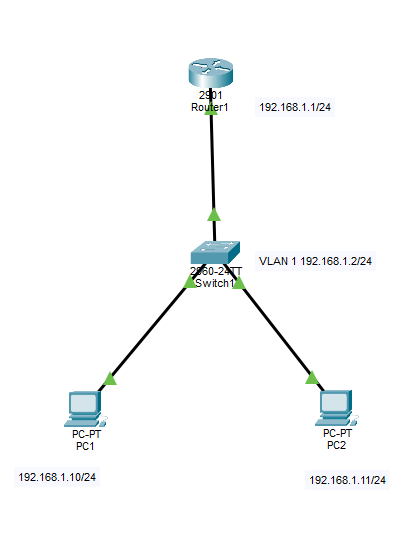 2901
Router1
192.168.1.1/24
2960-24TT
Switch1
VLAN 1 192.168.1.2/24
PC-PT
PC1
PC-PT
PC2
192.168.1.10/24
192.168.1.11/24